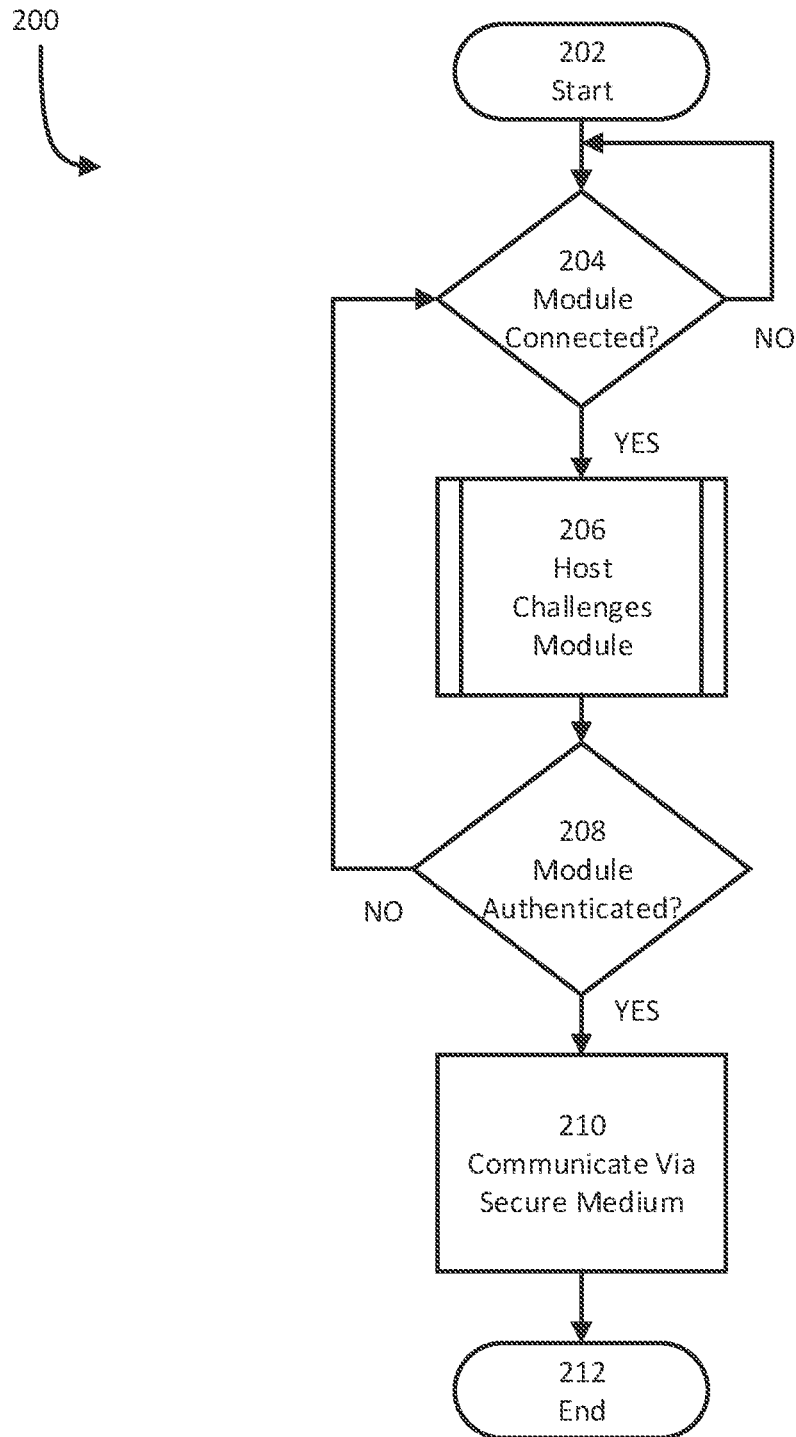 200
202
Start
204
Module
Connected?
NO
YES
206
Host
Challenges
Module
208
Module
Authenticated?
NO
YES
210
Communicate Via
Secure Medium
212
End